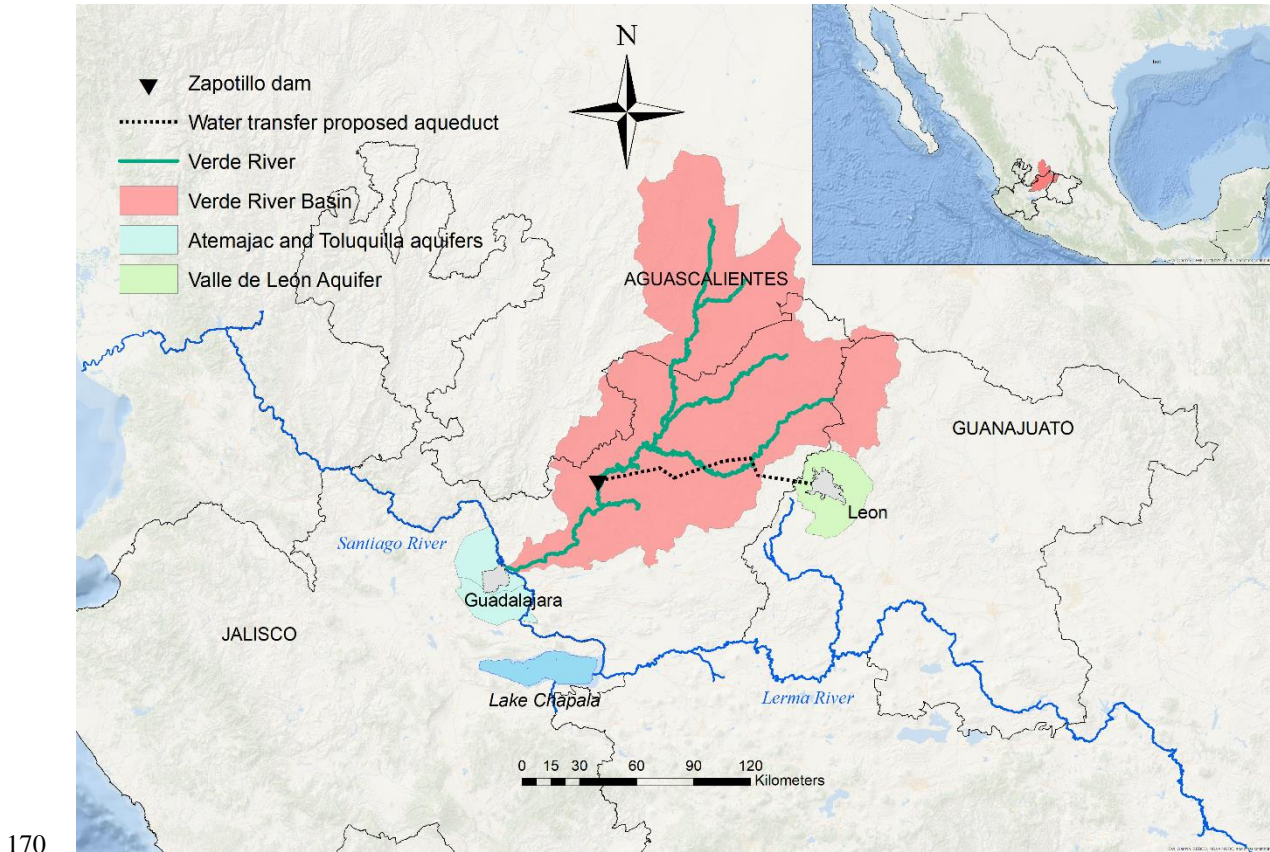 N
Zapotillo dam
Water transfer proposed aqueduct
Verde River
Verde River Basin
Atemajac and Toluquilla aquifers
Valle de León Aquifer
AGUASCALIENTES
GUANAJUATO
Leon
Santiago River
Guadalajara
JALISCO
Lake Chapala
Lerma River
0 15 30 60 90 120
Kilometers
170